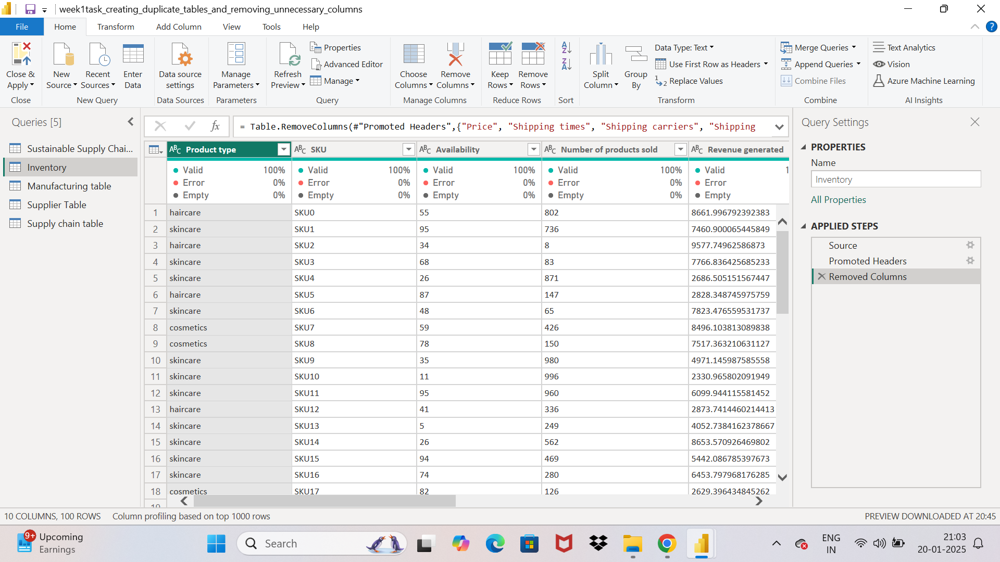 week1task_creating_duplicate_tables_and_removing_unnecessary_columns
File Home Transform Add Column View Tools Help
Close & Apply
New Source
Recent Sources
Enter Data
Data source settings
Manage Parameters
Refresh Preview
Properties
Advanced Editor
Manage
Choose Columns
Remove Columns
Keep Rows
Remove Rows
Split Column
Group By
Data Type: Text
Use First Row as Headers
Replace Values
Merge Queries
Append Queries
Combine Files
Text Analytics
Vision
Azure Machine Learning
Close New Query Data Sources Parameters Query Manage Columns Reduce Rows Sort Transform Combine AI Insights
Queries [5]
Sustainable Supply Chai...
Inventory
Manufacturing table
Supplier Table
Supply chain table
fx = Table.RemoveColumns(#"Promoted Headers",{"Price", "Shipping times", "Shipping carriers", "Shipping
ABC Product type ABC SKU ABC Availability ABC Number of products sold ABC Revenue generated
Valid 100% Valid 100% Valid 100% Valid 100% Valid 1
Error 0% Error 0% Error 0% Error 0% Error
Empty 0% Empty 0% Empty 0% Empty 0% Empty
1 haircare SKU0 55 802 8661.996792392383
2 skincare SKU1 95 736 7460.900065445849
3 haircare SKU2 34 8 9577.74962586873
4 skincare SKU3 68 83 7766.836425685233
5 skincare SKU4 26 871 2686.505151567447
6 haircare SKU5 87 147 2828.348745975759
7 skincare SKU6 48 65 7823.476559531737
8 cosmetics SKU7 59 426 8496.103813089838
9 cosmetics SKU8 78 150 7517.363210631127
10 skincare SKU9 35 980 4971.145987585558
11 skincare SKU10 11 996 2330.965802091949
12 skincare SKU11 95 960 6099.944115581452
13 haircare SKU12 41 336 2873.7414460214413
14 skincare SKU13 5 249 4052.7384162378667
15 skincare SKU14 26 562 8653.570926469802
16 skincare SKU15 94 469 5442.086785397673
17 skincare SKU16 74 280 6453.797968176285
18 cosmetics SKU17 82 126 2629.396434845262
19
Query Settings
PROPERTIES
Name
Inventory
All Properties
APPLIED STEPS
Source
Promoted Headers
Removed Columns
10 COLUMNS, 100 ROWS Column profiling based on top 1000 rows PREVIEW DOWNLOADED AT 20:45
9+
Upcoming
Earnings
Search
ENG
IN
21:03
20-01-2025